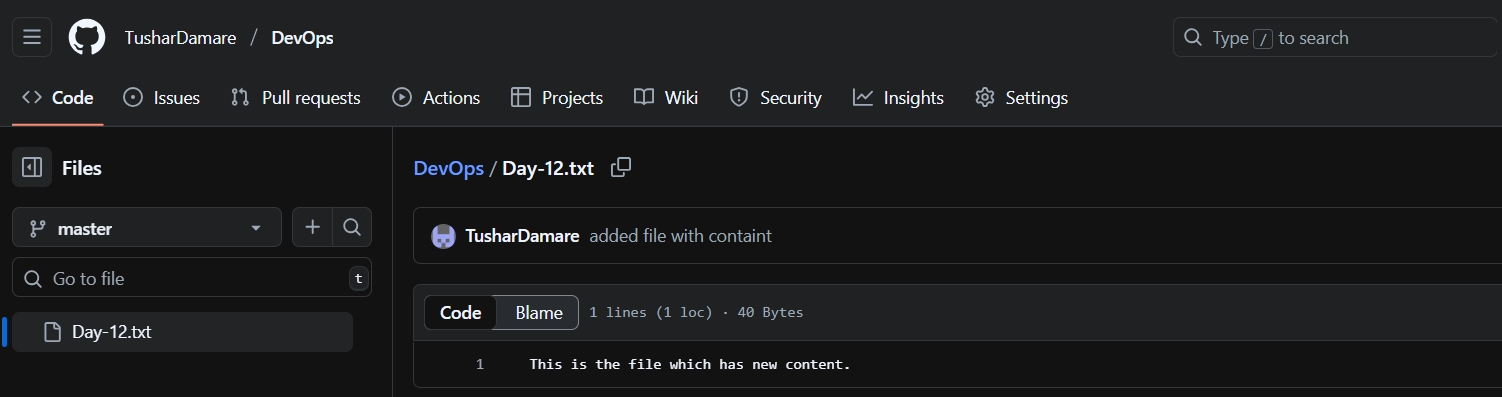 TusharDamare / DevOps
Type / to search
Code Issues Pull requests Actions Projects Wiki Security Insights Settings
Files
master
Go to file t
Day-12.txt
DevOps / Day-12.txt
TusharDamare added file with containt
Code Blame 1 lines (1 loc) · 40 Bytes
1 This is the file which has new content.